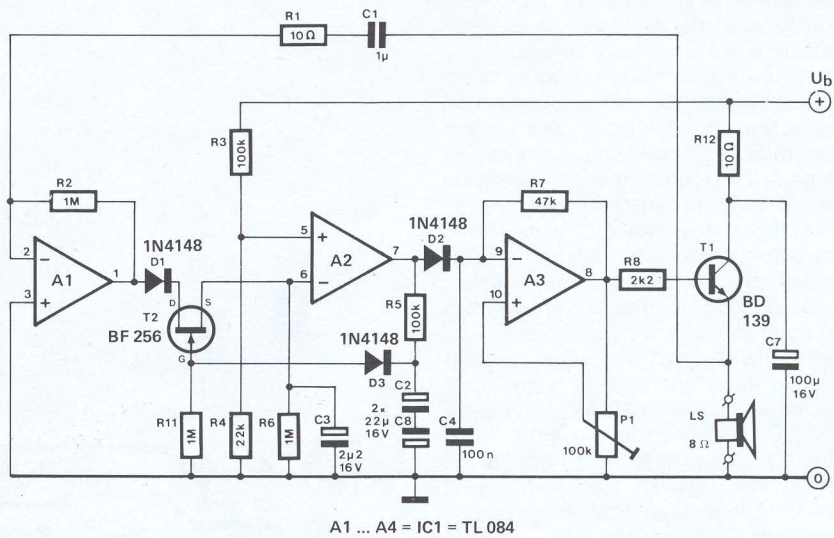 R1
10Ω
C1
1µ
Ub
+
R3
100k
R12
10Ω
R2
1M
R7
47k
1N4148
D1
2
−
3
+
A1
1
D
S
T2
BF 256
G
5
+
6
−
A2
7
1N4148
D2
9
−
10
+
A3
8
R8
2k2
T1
BD
139
R5
100k
1N4148
D3
C7
100µ
16V
R11
1M
R4
22k
R6
1M
C3
2µ2
16V
C2
2x
22µ
C8
16V
C4
100n
P1
100k
LS
8Ω
0
A1 ... A4 = IC1 = TL 084